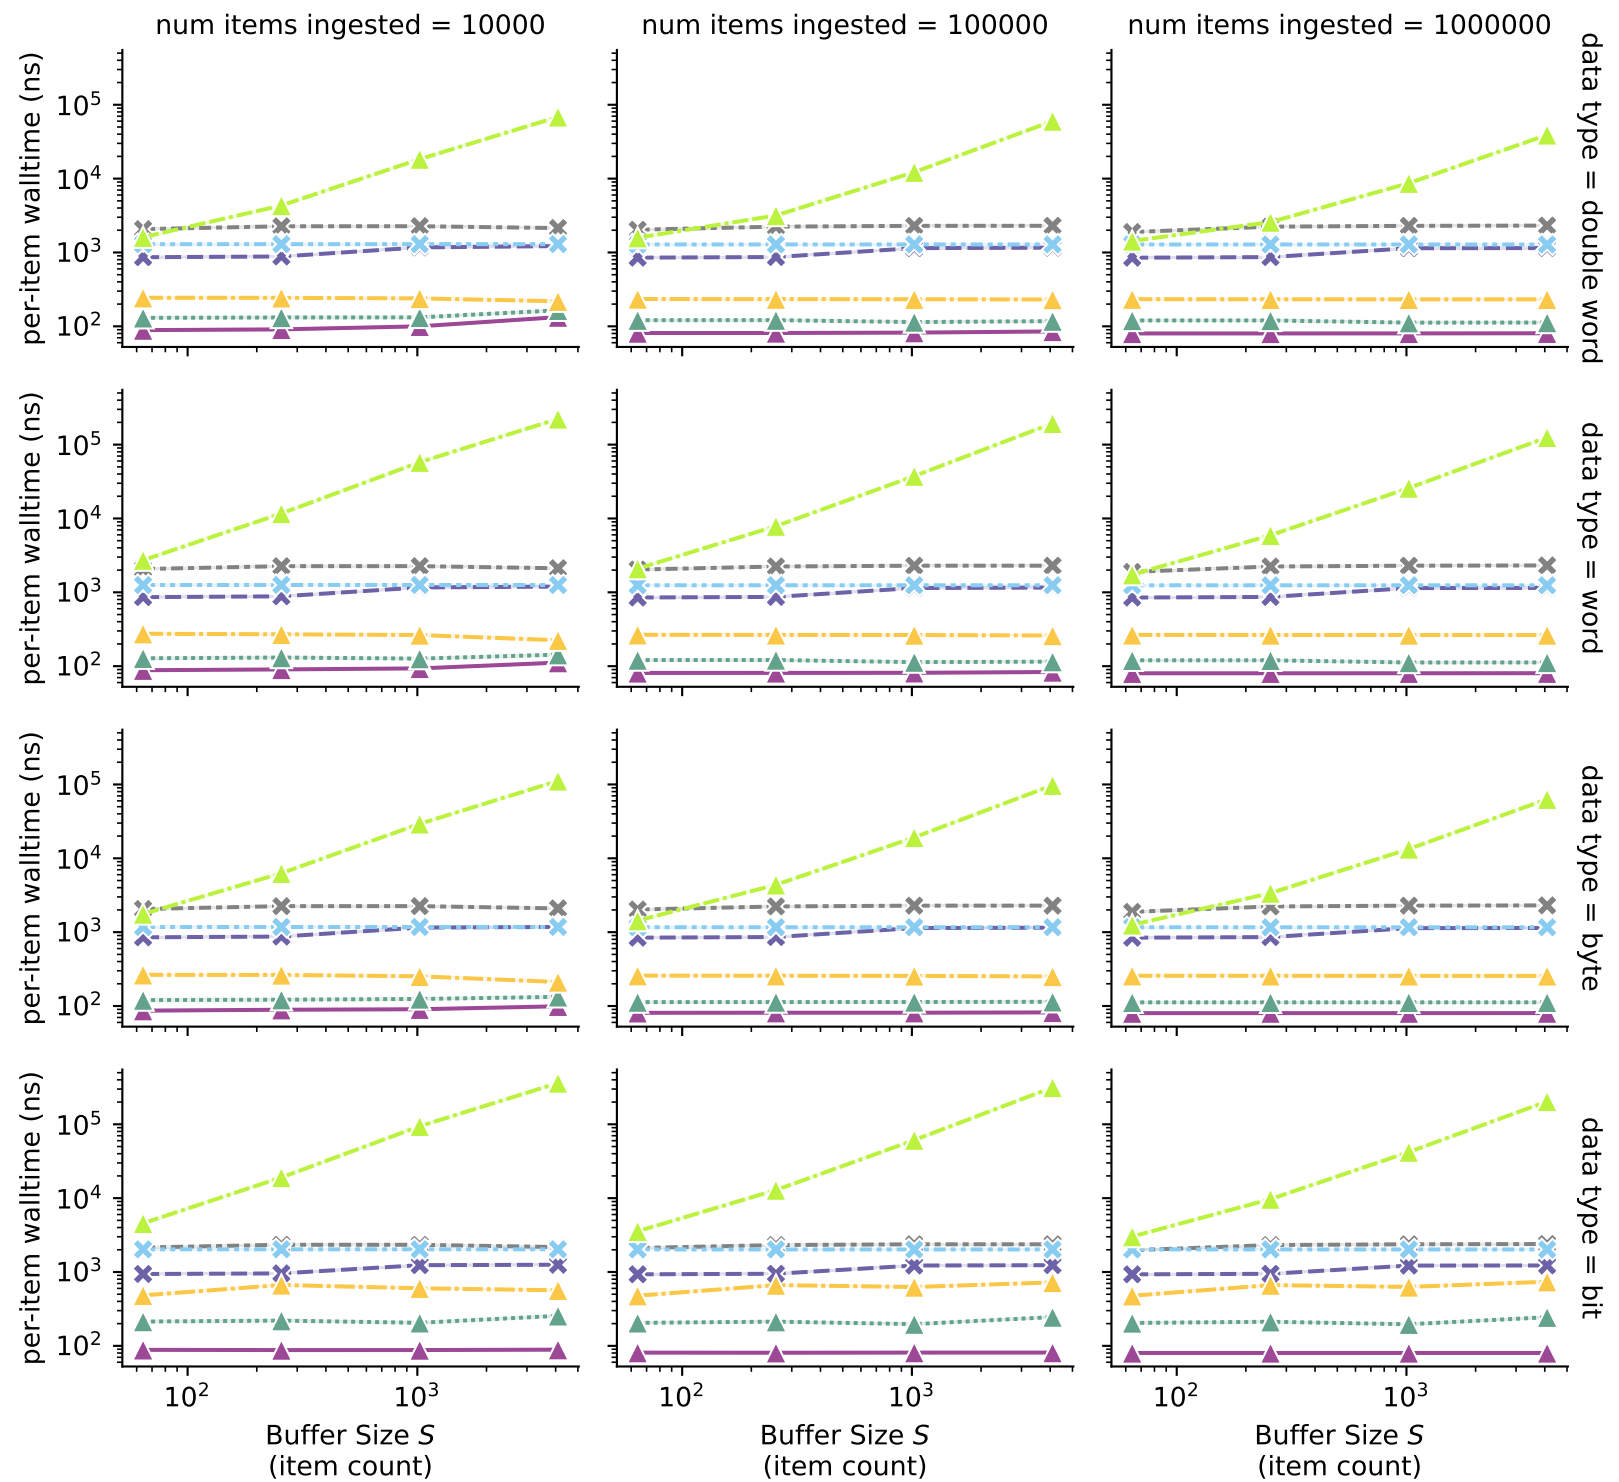 num items ingested = 10000
num items ingested = 100000
num items ingested = 1000000
per-item walltime (ns)
10⁵
10⁴
10³
10²
data type = double word
per-item walltime (ns)
10⁵
10⁴
10³
10²
data type = word
per-item walltime (ns)
10⁵
10⁴
10³
10²
data type = byte
per-item walltime (ns)
10⁵
10⁴
10³
10²
data type = bit
10² 10³
10² 10³
10² 10³
Buffer Size S
(item count)
Buffer Size S
(item count)
Buffer Size S
(item count)